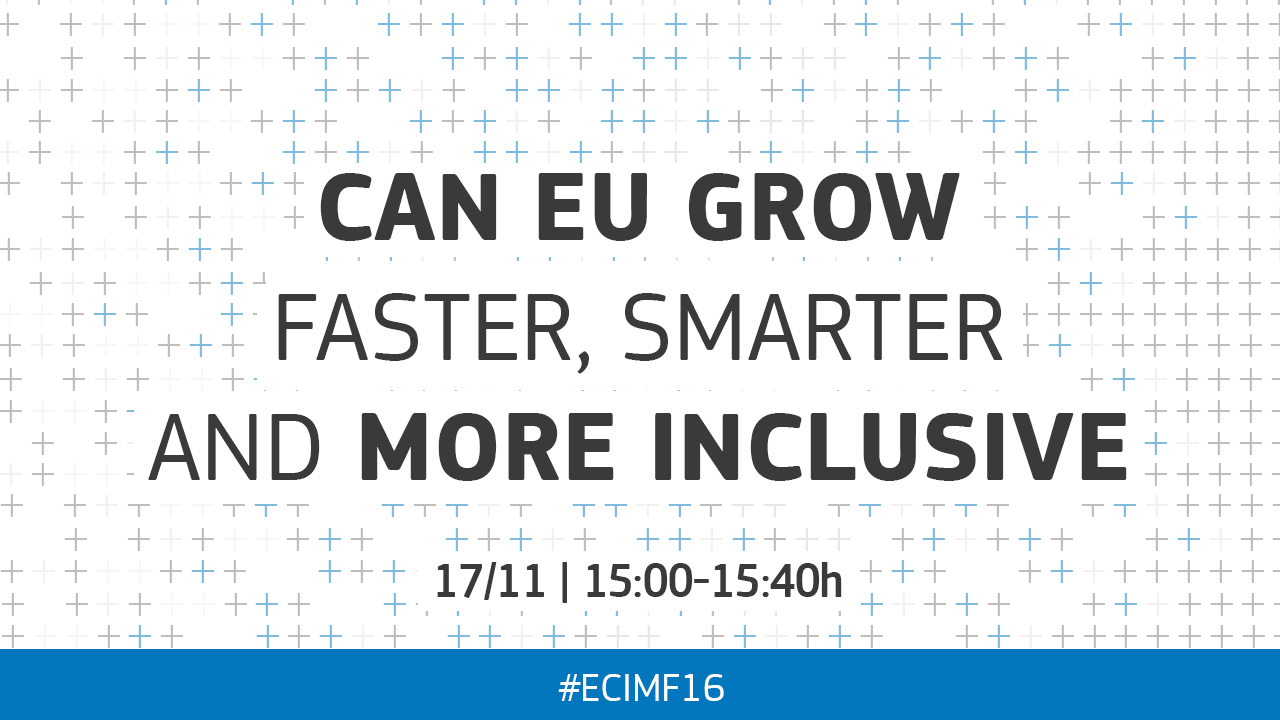 CAN EU GROW
FASTER, SMARTER
AND MORE INCLUSIVE
17/11 | 15:00-15:40h
#ECIMF16